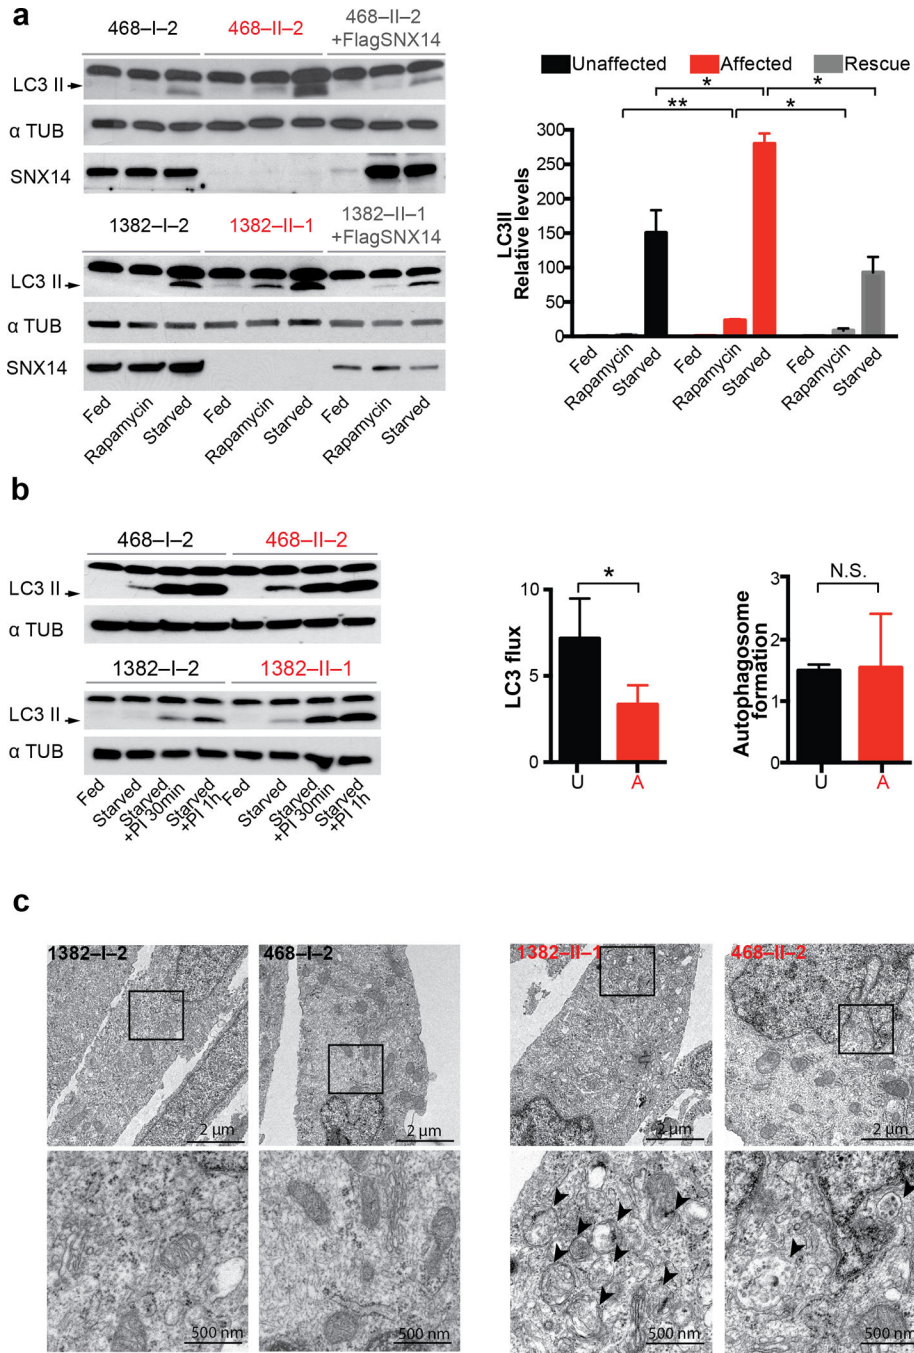 a
468–I–2 468–II–2 468–II–2
+FlagSNX14
LC3 II
α TUB
SNX14
1382–I–2 1382–II–1 1382–II–1
+FlagSNX14
LC3 II
α TUB
SNX14
Fed Rapamycin Starved Fed Rapamycin Starved Fed Rapamycin Starved
Unaffected Affected Rescue
* *
** *
LC3II
Relative levels
300
250
200
150
100
50
0
Fed Rapamycin Starved Fed Rapamycin Starved Fed Rapamycin Starved
b
468–I–2 468–II–2
LC3 II
α TUB
1382–I–2 1382–II–1
LC3 II
α TUB
Fed Starved Starved
+PI 30min Starved
+PI 1h Fed Starved Starved
+PI 30min Starved
+PI 1h
LC3 flux
10
5
0
*
U A
Autophagosome
formation
3
2
1
0
N.S.
U A
c
1382–I–2 468–I–2 1382–II–1 468–II–2
2 µm 2 µm 2 µm 2 µm
500 nm 500 nm 500 nm 500 nm